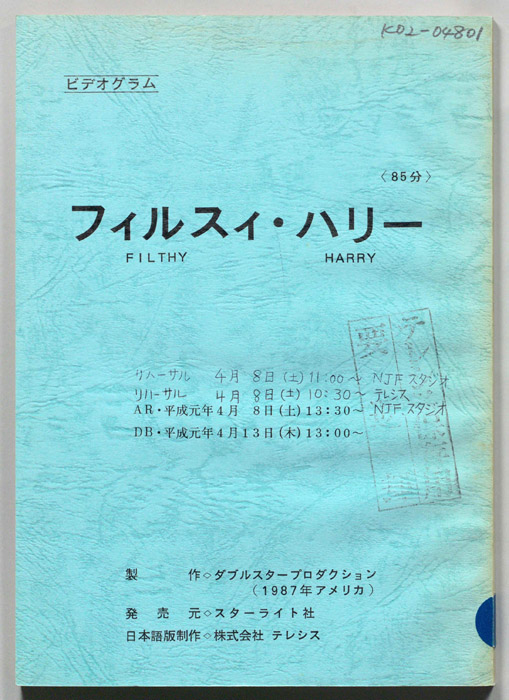 K02-04801
ビデオグラム
〈85分〉
フィルスィ・ハリー
FILTHY HARRY
リハーサル 4月 8日(土)11:00〜 NJFスタジオ
リハーサル 4月 8日(土)10:30〜 テレシス
AR・平成元年4月 8日(土)13:30〜 NJFスタジオ
DB・平成元年4月13日(木)13:00〜
製作◇ダブルスタープロダクション
(1987年アメリカ)
発売元◇スターライト社
日本語版制作◇株式会社 テレシス